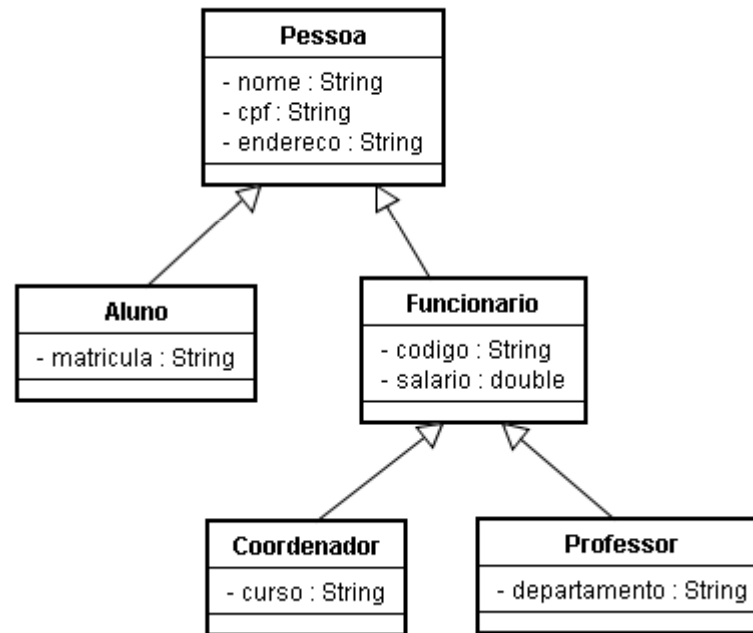 Pessoa
- nome : String
- cpf : String
- endereco : String
Aluno
- matricula : String
Funcionario
- codigo : String
- salario : double
Coordenador
- curso : String
Professor
- departamento : String